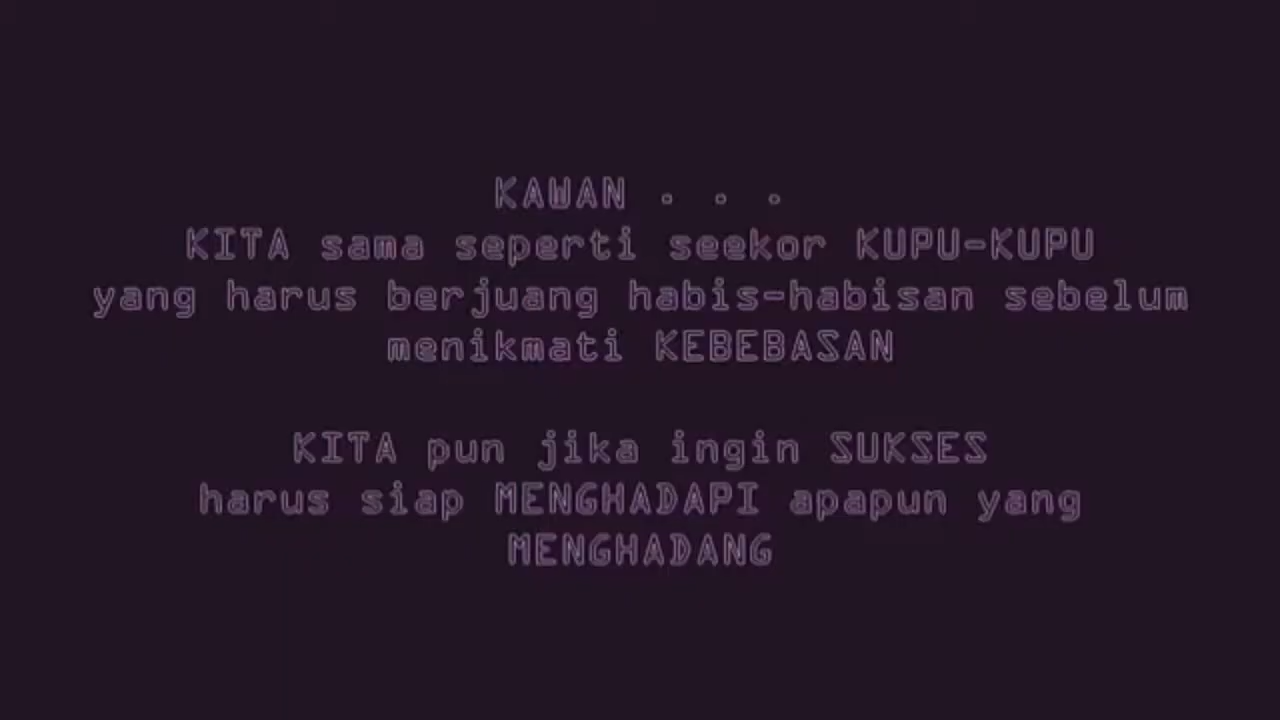 KAWAN . . .
KITA sama seperti seekor KUPU-KUPU
yang harus berjuang habis-habisan sebelum
menikmati KEBEBASAN
KITA pun jika ingin SUKSES
harus siap MENGHADAPI apapun yang
MENGHADANG